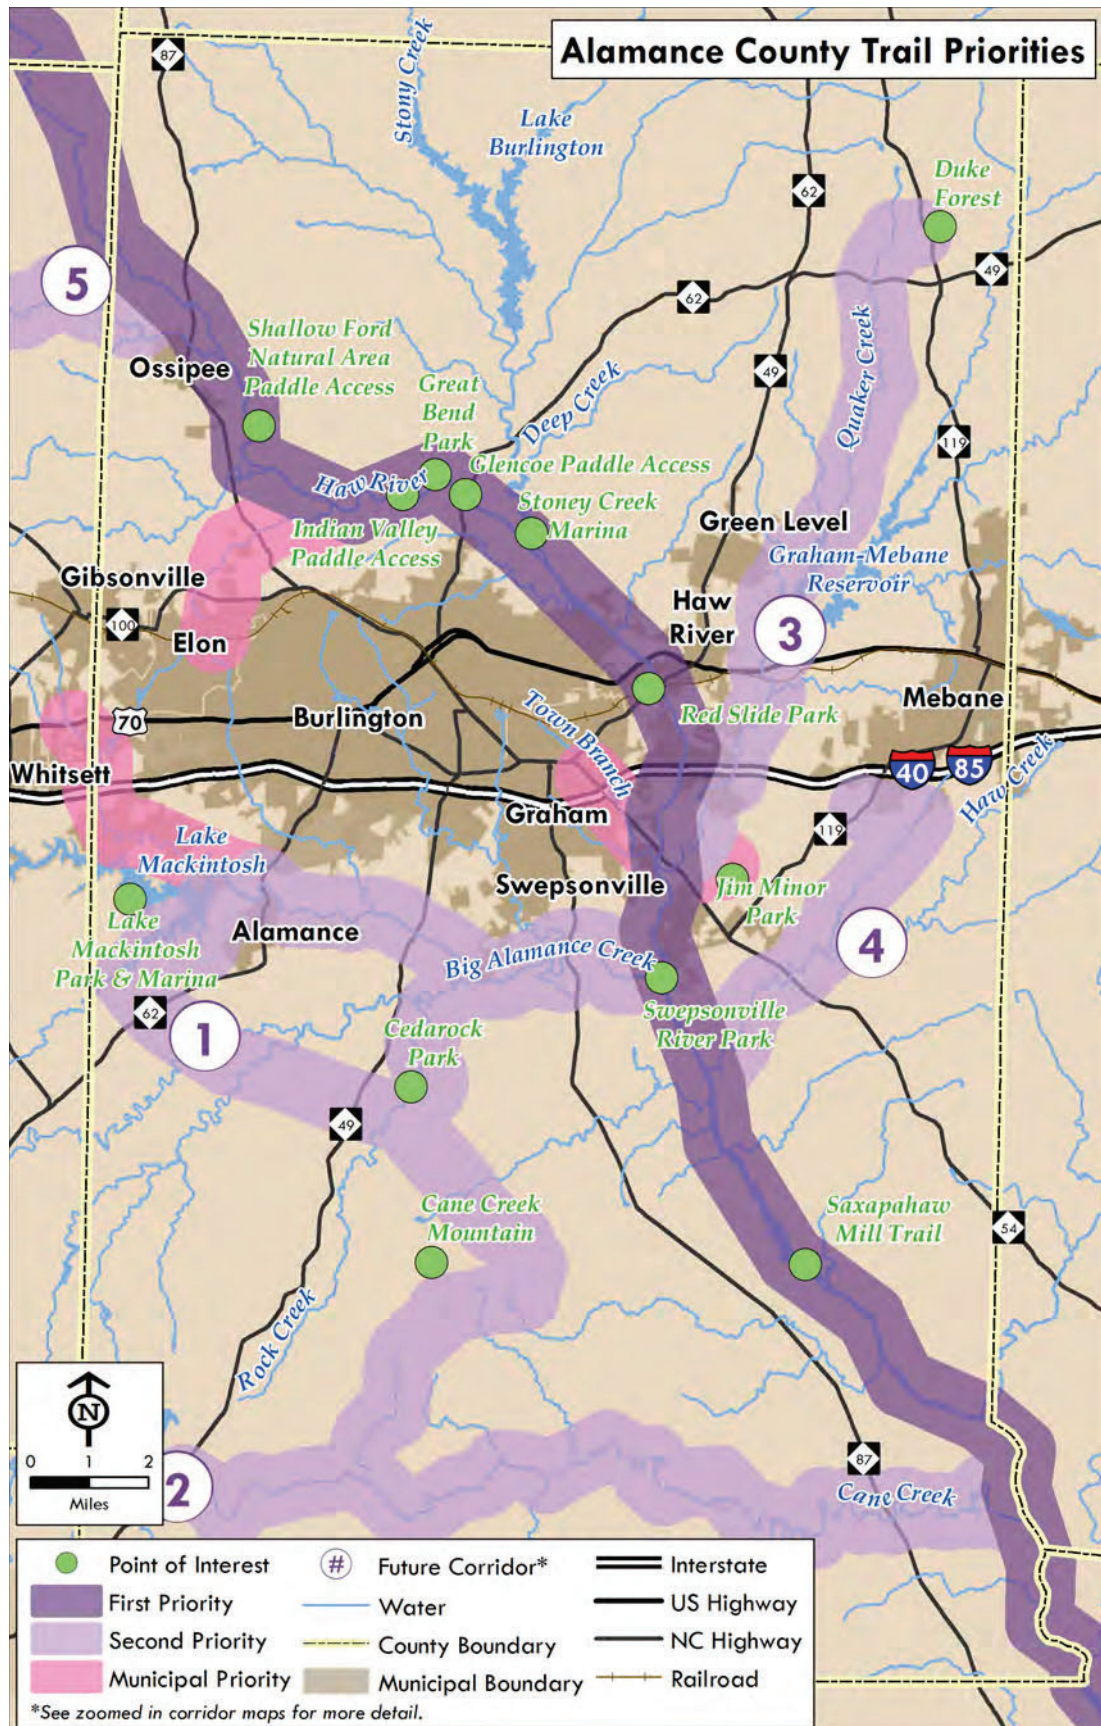 Alamance County Trail Priorities
87
Stony Creek
Lake
Burlington
62
Duke
Forest
49
5
62
Shallow Ford
Natural Area
Paddle Access
Ossipee
Great
Bend
Park
Deep Creek
49
Quaker Creek
119
Haw River
Glencoe Paddle Access
Stoney Creek
Marina
Indian Valley
Paddle Access
Green Level
Graham-Mebane
Reservoir
Gibsonville
100
Elon
Haw
River
3
Mebane
70
Burlington
Town Branch
Red Slide Park
Whitsett
40
85
Haw Creek
Graham
119
Lake
Mackintosh
Swepsonville
Jim Minor
Park
Lake
Mackintosh
Park & Marina
Alamance
Big Alamance Creek
4
62
1
Cedarock
Park
Swepsonville
River Park
49
Cane Creek
Mountain
Saxapahaw
Mill Trail
54
Rock Creek
N
0 1 2
Miles
2
87
Cane Creek
Point of Interest
First Priority
Second Priority
Municipal Priority
# Future Corridor*
Water
County Boundary
Municipal Boundary
Interstate
US Highway
NC Highway
Railroad
*See zoomed in corridor maps for more detail.